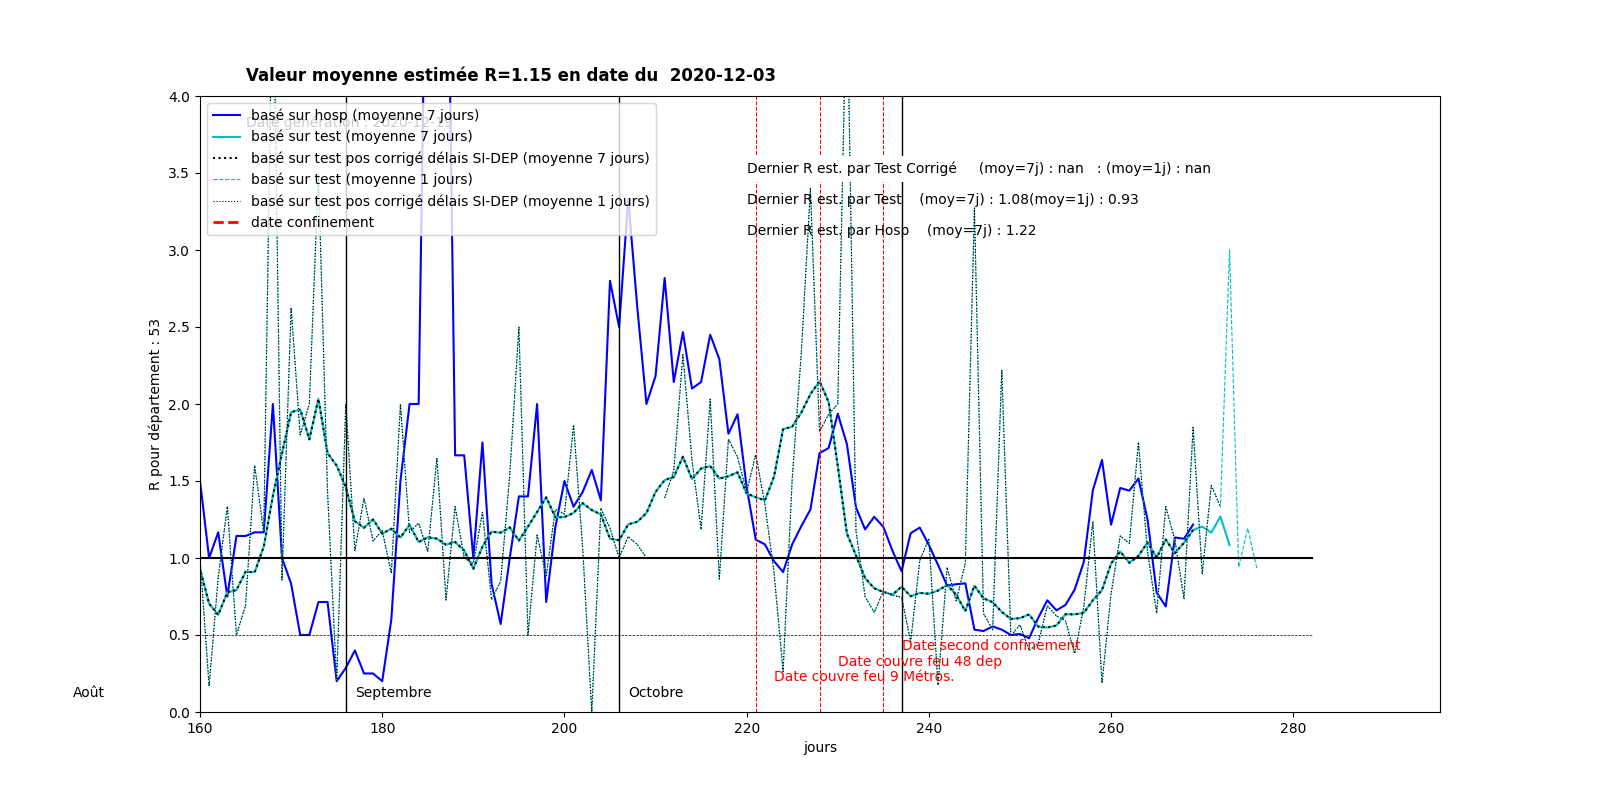 Valeur moyenne estimée R=1.15 en date du  2020-12-03
basé sur hosp (moyenne 7 jours)
basé sur test (moyenne 7 jours)
basé sur test pos corrigé délais SI-DEP (moyenne 7 jours)
basé sur test (moyenne 1 jours)
basé sur test pos corrigé délais SI-DEP (moyenne 1 jours)
date confinement
Dernier R est. par Test Corrigé     (moy=7j) : nan   : (moy=1j) : nan
Dernier R est. par Test    (moy=7j) : 1.08(moy=1j) : 0.93
Dernier R est. par Hosp    (moy=7j) : 1.22
R pour département : 53
4.0
3.5
3.0
2.5
2.0
1.5
1.0
0.5
0.0
Date second confinement
Date couvre feu 48 dep
Date couvre feu 9 Métros.
Août
Septembre
Octobre
160 180 200 220 240 260 280
jours